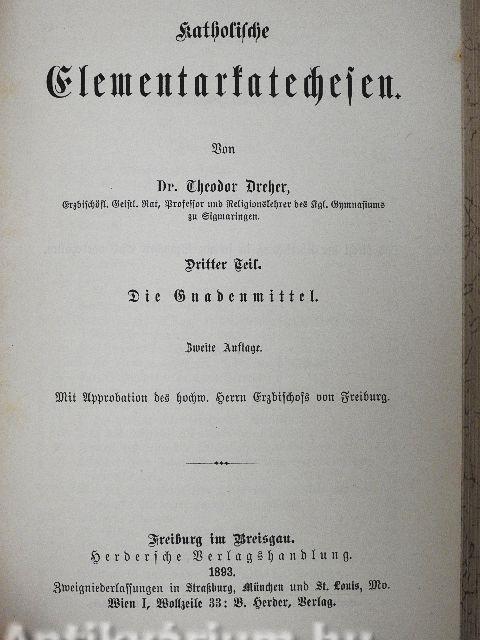 Katholische
Elementarkatechesen.
Von
Dr. Theodor Dreher,
Erzbischöfl. Geistl. Rat, Professor und Religionslehrer des Kgl. Gymnasiums
zu Sigmaringen.
Dritter Teil.
Die Gnadenmittel.
Zweite Auflage.
Mit Approbation des hochw. Herrn Erzbischofs von Freiburg.
Freiburg im Breisgau.
Herdersche Verlagshandlung.
1893.
Zweigniederlassungen in Straßburg, München und St. Louis, Mo.
Wien I, Wollzeile 33: B. Herder, Verlag.
Antikvárium.hu